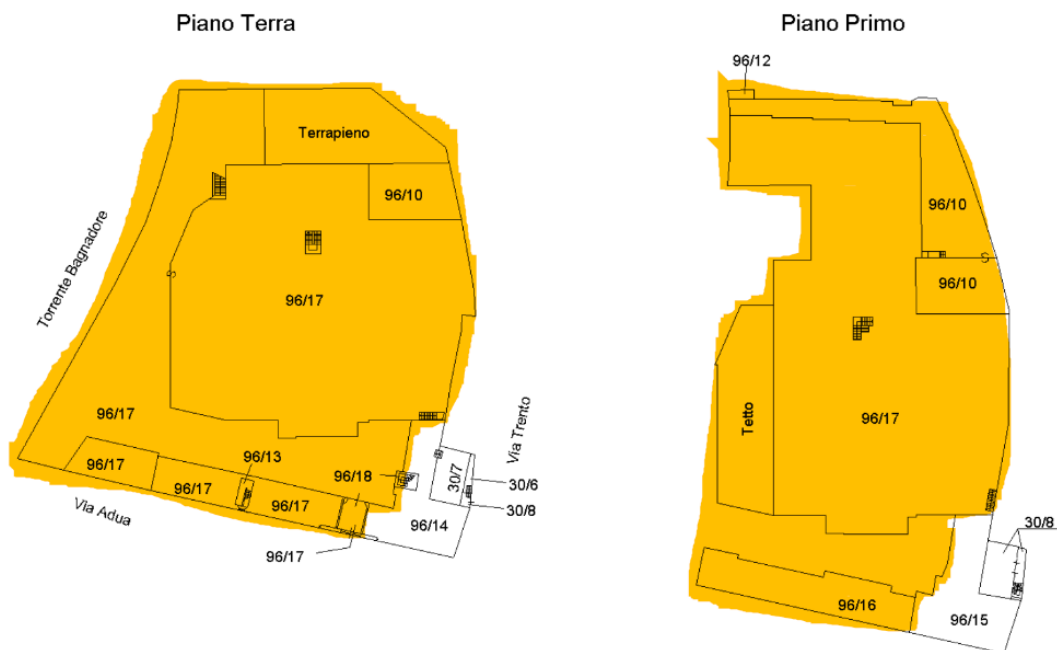 Piano Terra
Terrapieno
96/10
96/17
Torrente Bagnadore
96/17
96/17
96/13
96/17
96/17
96/18
96/17
Via Adua
Via Trento
30/7
30/6
30/8
96/14
Piano Primo
96/12
96/10
S
96/10
96/17
Tetto
30/8
96/16
96/15
S